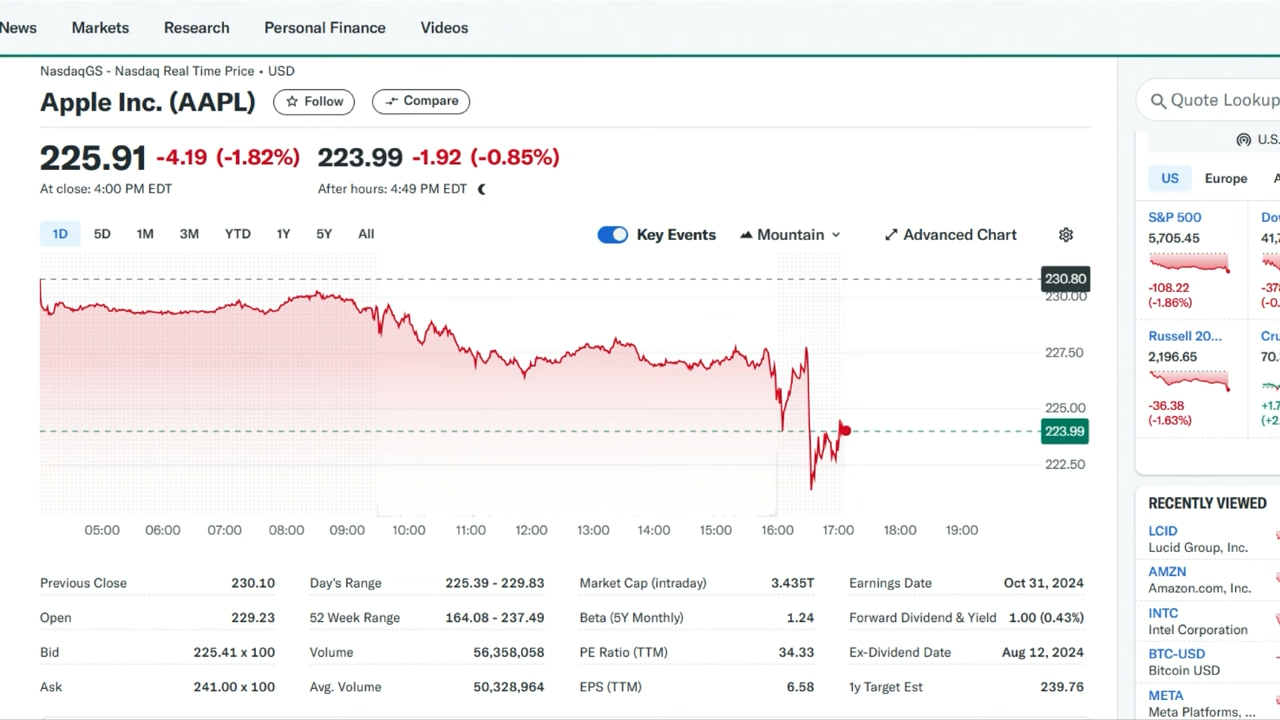 News Markets Research Personal Finance Videos
NasdaqGS - Nasdaq Real Time Price • USD
Apple Inc. (AAPL) Follow Compare
Quote Lookup
225.91 -4.19 (-1.82%) 223.99 -1.92 (-0.85%)
At close: 4:00 PM EDT After hours: 4:49 PM EDT
1D 5D 1M 3M YTD 1Y 5Y All Key Events Mountain Advanced Chart
230.80
230.00
227.50
225.00
223.99
222.50
05:00 06:00 07:00 08:00 09:00 10:00 11:00 12:00 13:00 14:00 15:00 16:00 17:00 18:00 19:00
Previous Close 230.10 Day's Range 225.39 - 229.83 Market Cap (intraday) 3.435T Earnings Date Oct 31, 2024
Open 229.23 52 Week Range 164.08 - 237.49 Beta (5Y Monthly) 1.24 Forward Dividend & Yield 1.00 (0.43%)
Bid 225.41 x 100 Volume 56,358,058 PE Ratio (TTM) 34.33 Ex-Dividend Date Aug 12, 2024
Ask 241.00 x 100 Avg. Volume 50,328,964 EPS (TTM) 6.58 1y Target Est 239.76
U.S.
US Europe A
S&P 500 Dow
5,705.45 41,7
-108.22 -378
(-1.86%) (-0.
Russell 20... Cru
2,196.65 70.
-36.38 +1.7
(-1.63%) (+2.
RECENTLY VIEWED
LCID
Lucid Group, Inc.
AMZN
Amazon.com, Inc.
INTC
Intel Corporation
BTC-USD
Bitcoin USD
META
Meta Platforms, ...